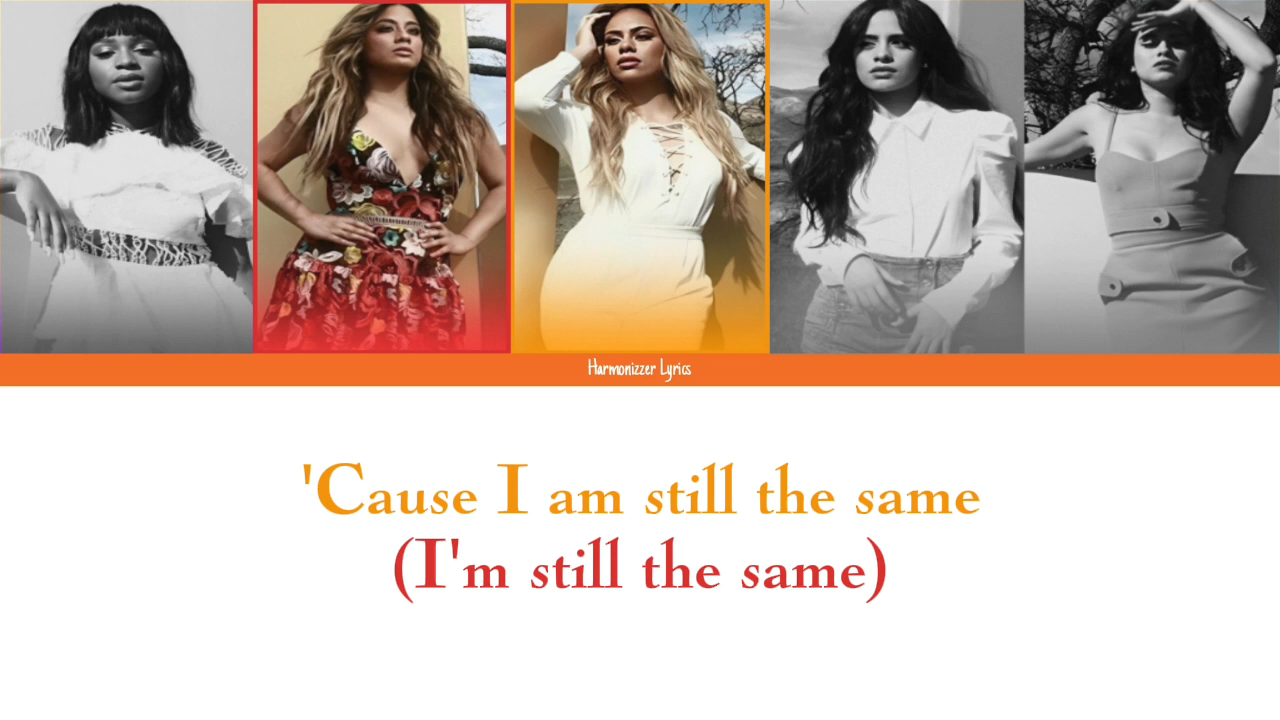 Harmonizzer Lyrics
'Cause I am still the same
(I'm still the same)